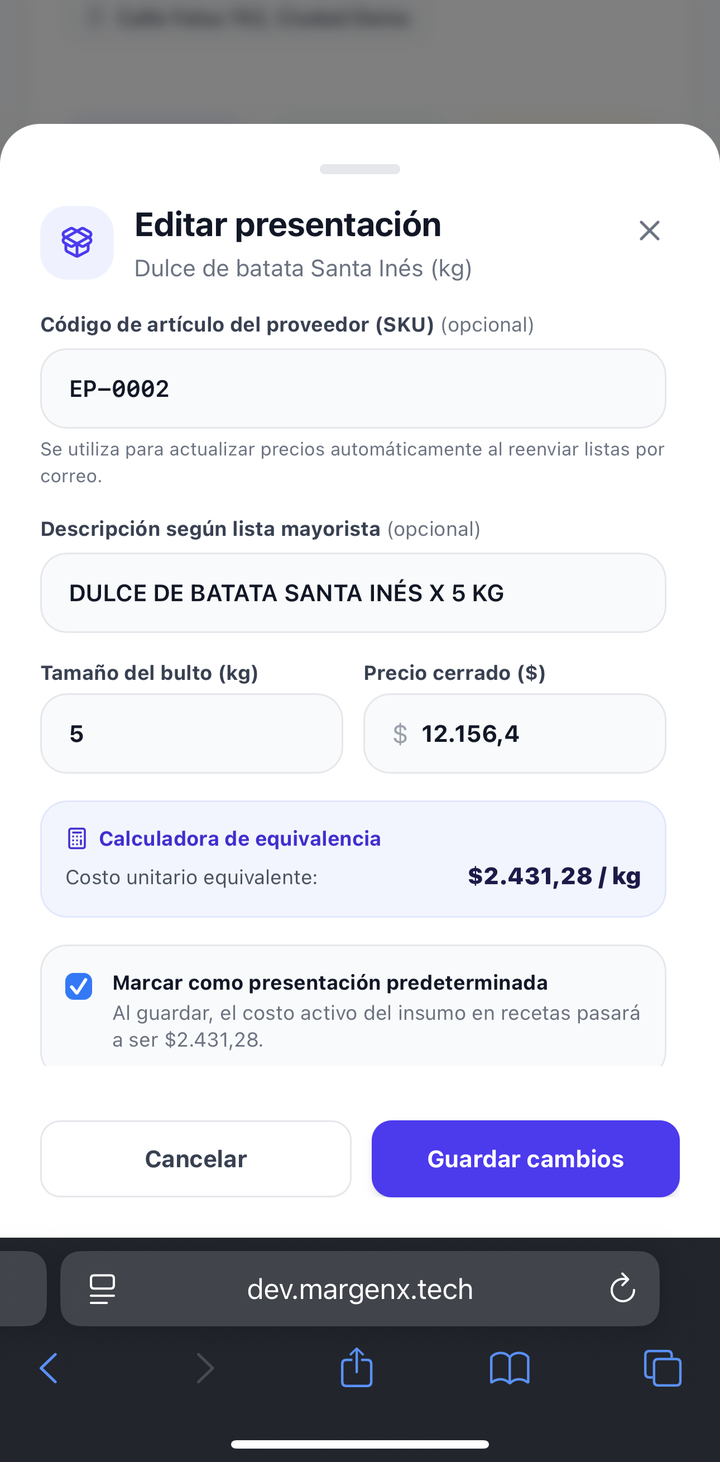 Editar presentación
Dulce de batata Santa Inés (kg)
Código de artículo del proveedor (SKU) (opcional)
EP-0002
Se utiliza para actualizar precios automáticamente al reenviar listas por
correo.
Descripción según lista mayorista (opcional)
DULCE DE BATATA SANTA INÉS X 5 KG
Tamaño del bulto (kg)
Precio cerrado ($)
5
$ 12.156,4
Calculadora de equivalencia
Costo unitario equivalente:
$2.431,28 / kg
Marcar como presentación predeterminada
Al guardar, el costo activo del insumo en recetas pasará
a ser $2.431,28.
Cancelar
Guardar cambios
dev.margenx.tech